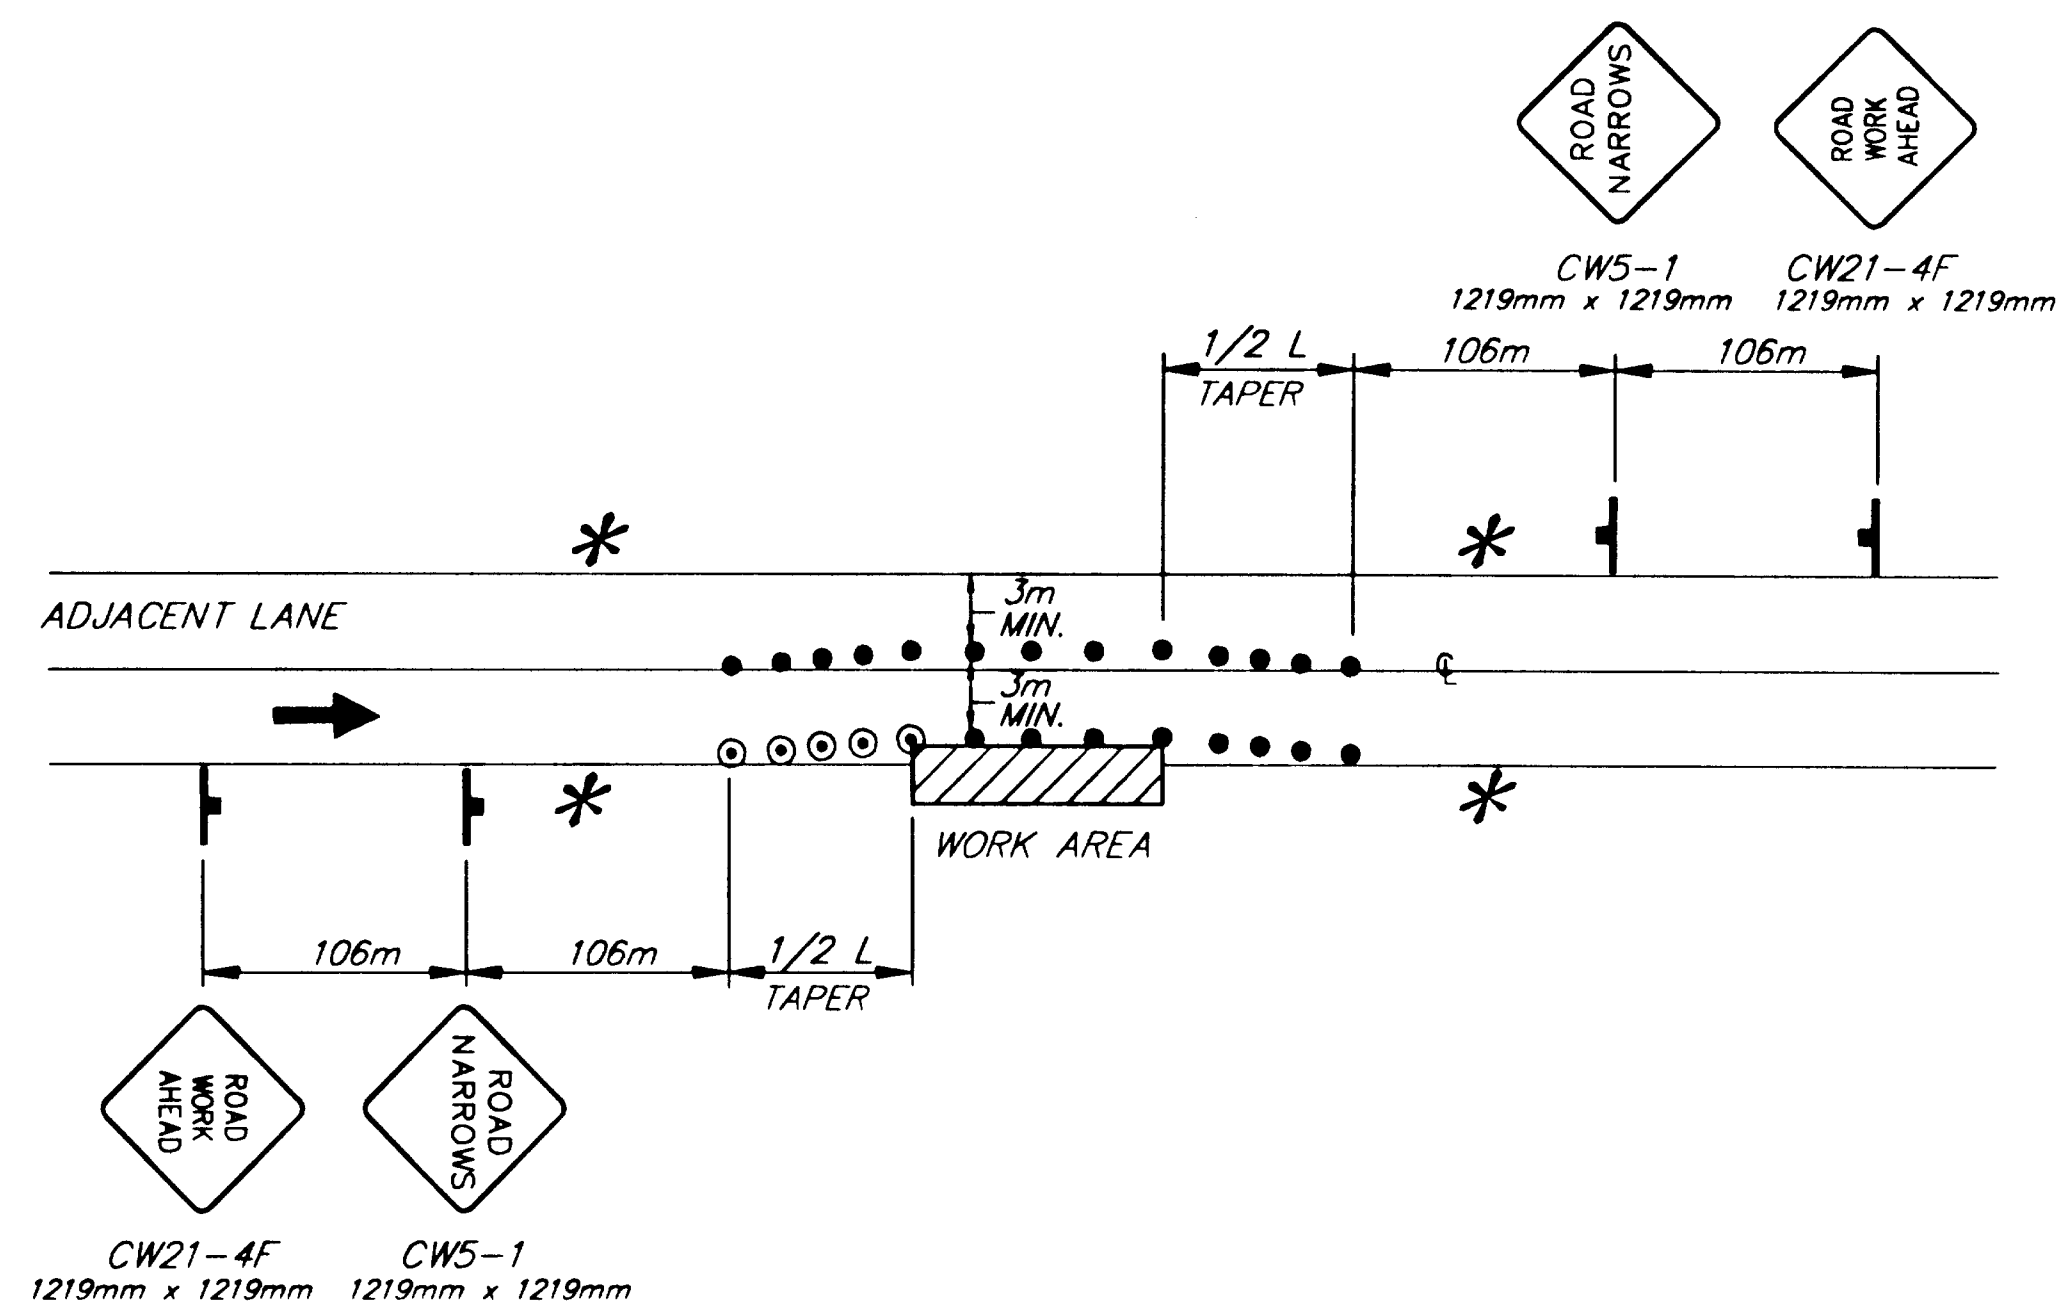 ROAD
NARROWS
ROAD
WORK
AHEAD
CW5-1
1219mm x 1219mm
CW21-4F
1219mm x 1219mm
1/2 L
TAPER
106m
106m
ADJACENT LANE
3m
MIN.
℄
3m
MIN.
WORK AREA
106m
106m
1/2 L
TAPER
ROAD
WORK
AHEAD
ROAD
NARROWS
CW21-4F
1219mm x 1219mm
CW5-1
1219mm x 1219mm